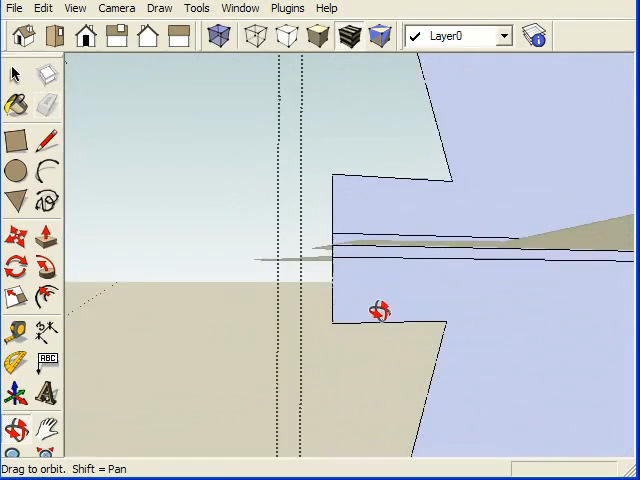 File Edit View Camera Draw Tools Window Plugins Help
Layer0
ABC
A
Drag to orbit. Shift = Pan